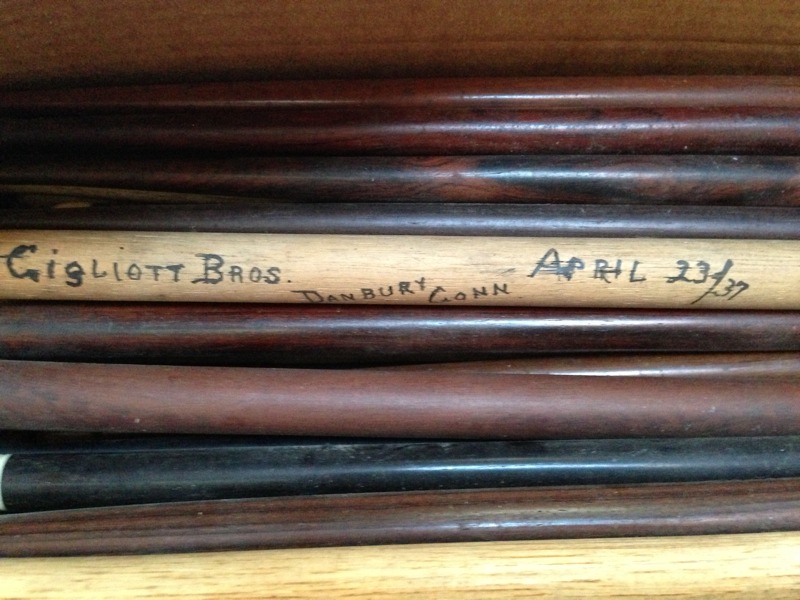 GigLiOTT BROS.
DANBURY CONN
APRIL 23/37